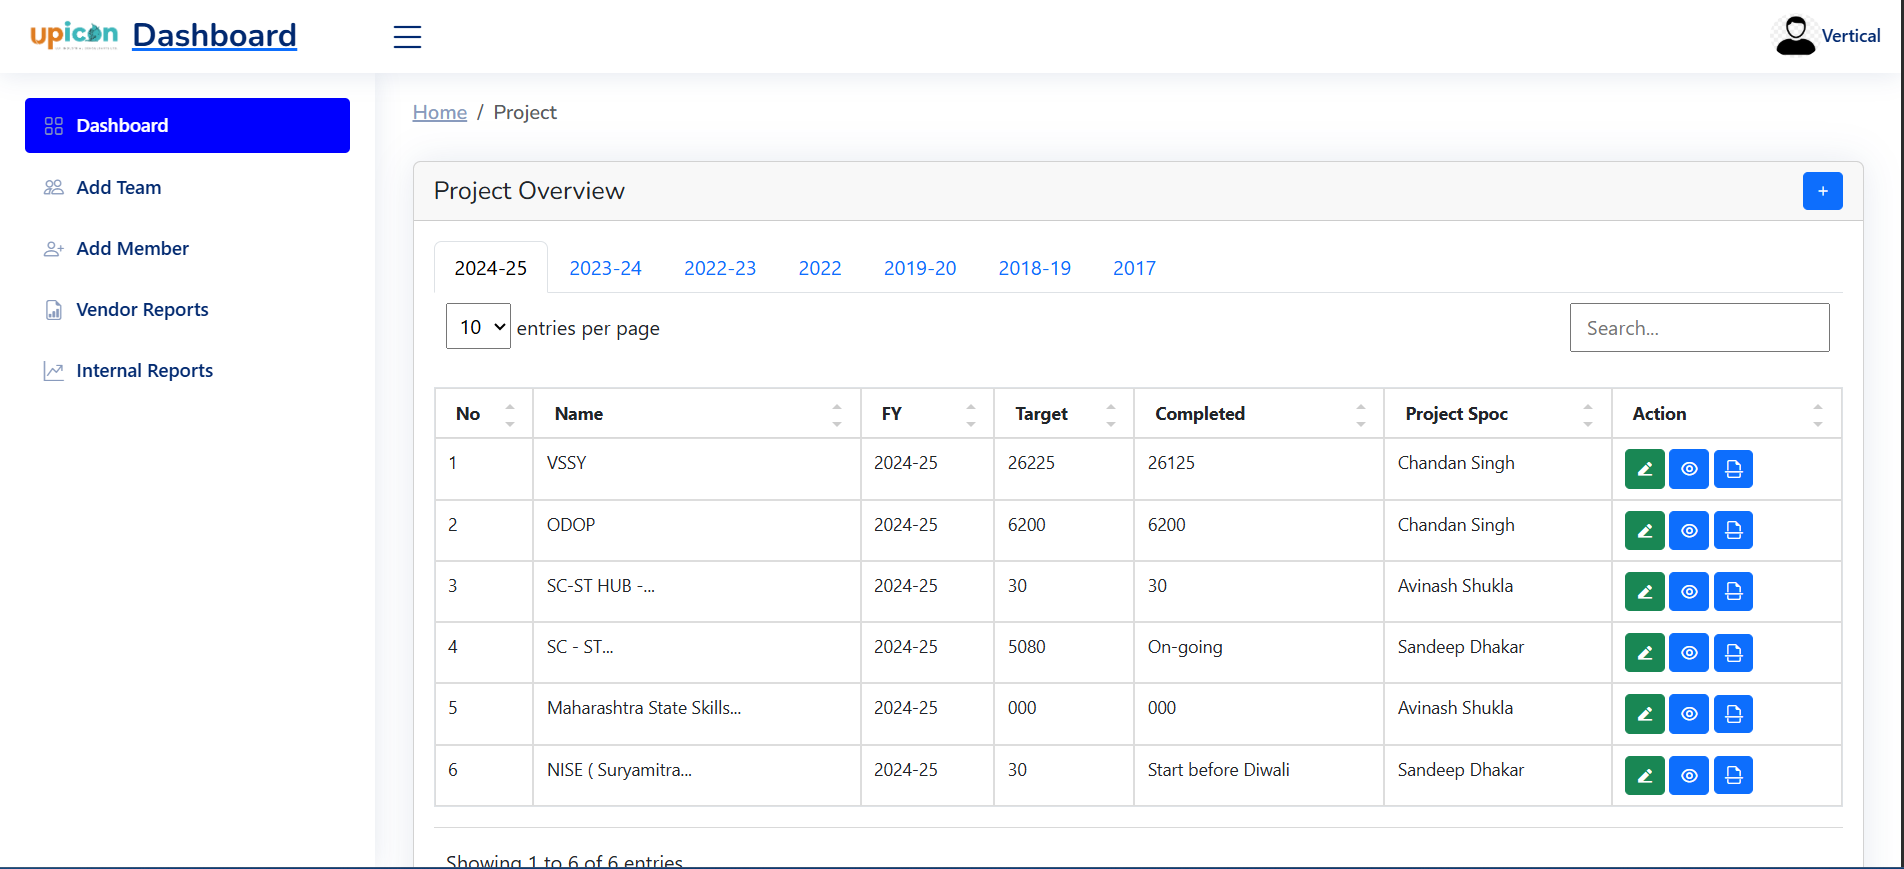 upicon Dashboard
Vertical
Dashboard
Add Team
Add Member
Vendor Reports
Internal Reports
Home / Project
Project Overview
+
2024-25 2023-24 2022-23 2022 2019-20 2018-19 2017
10 entries per page
Search...
No Name FY Target Completed Project Spoc Action
1 VSSY 2024-25 26225 26125 Chandan Singh
2 ODOP 2024-25 6200 6200 Chandan Singh
3 SC-ST HUB -... 2024-25 30 30 Avinash Shukla
4 SC - ST... 2024-25 5080 On-going Sandeep Dhakar
5 Maharashtra State Skills... 2024-25 000 000 Avinash Shukla
6 NISE ( Suryamitra... 2024-25 30 Start before Diwali Sandeep Dhakar
Showing 1 to 6 of 6 entries